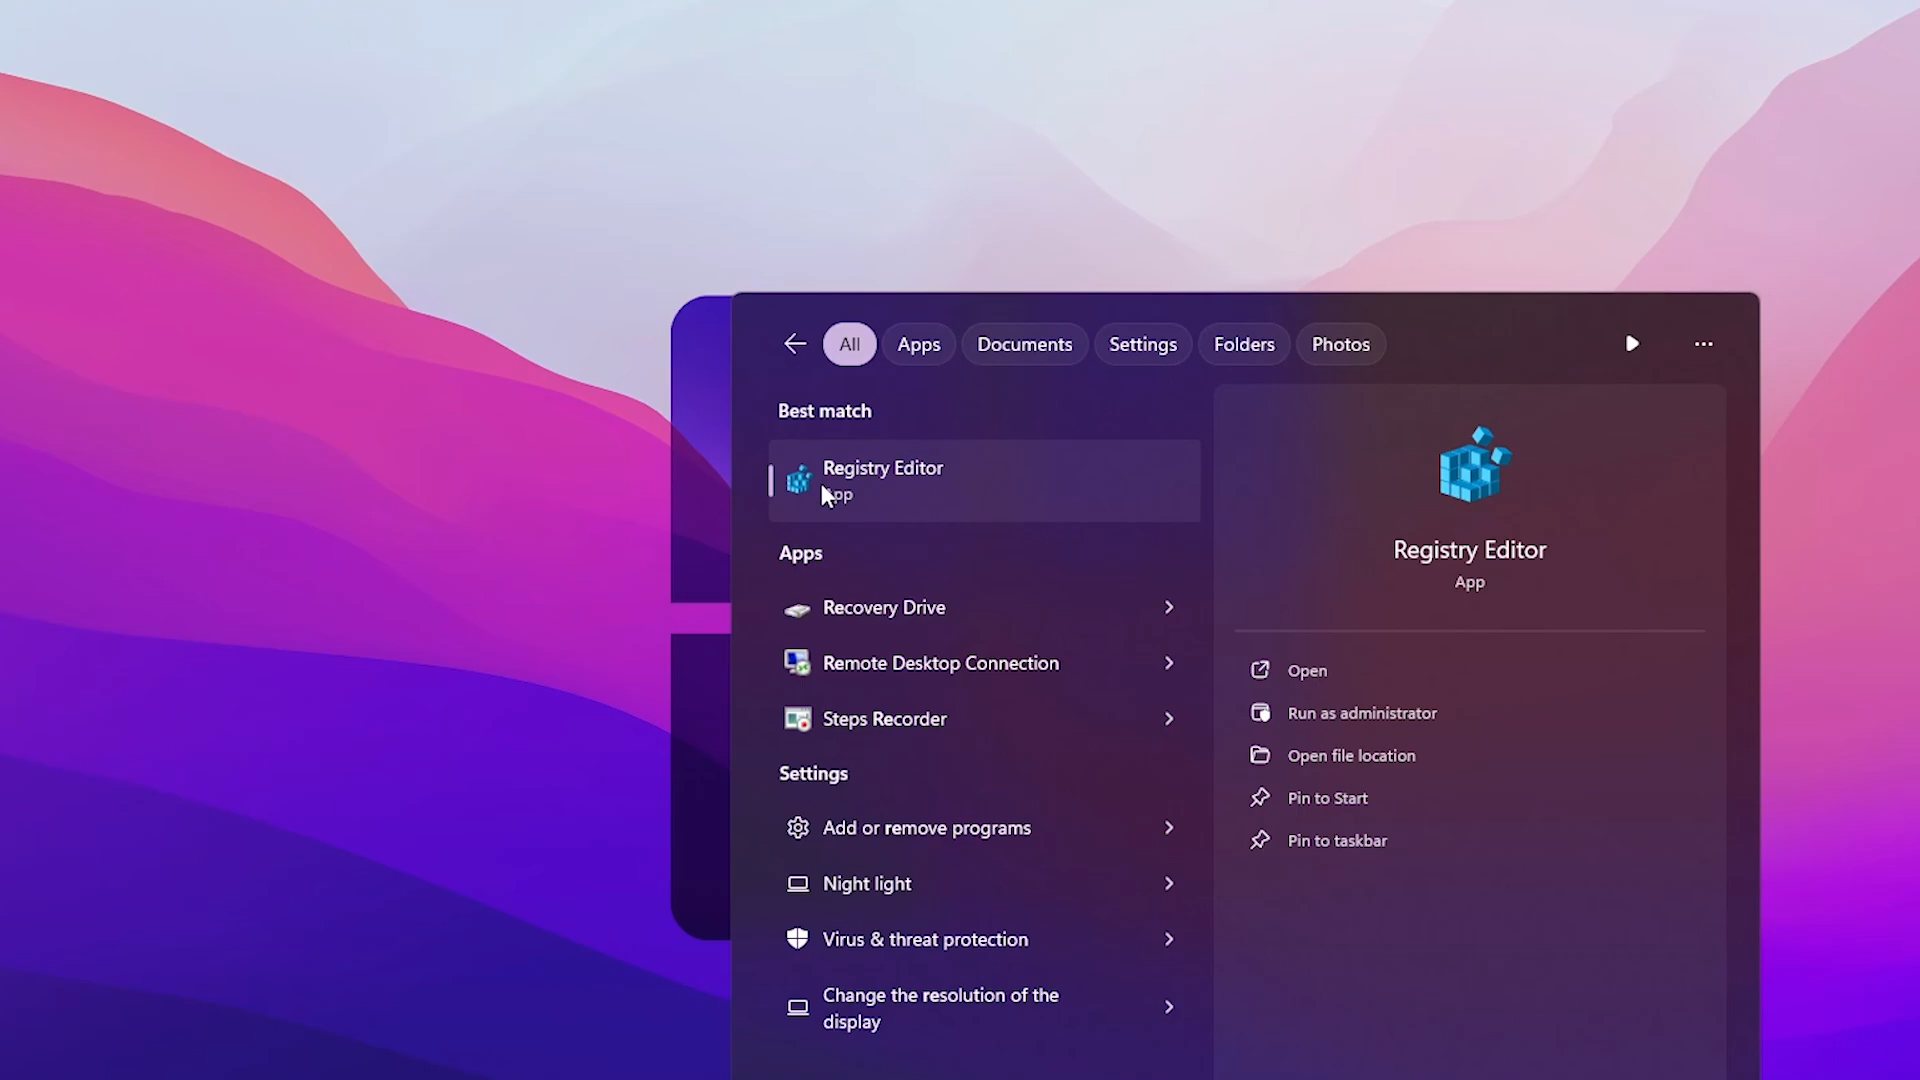 All
Apps
Documents
Settings
Folders
Photos
Best match
Registry Editor
App
Apps
Recovery Drive
Remote Desktop Connection
Steps Recorder
Settings
Add or remove programs
Night light
Virus & threat protection
Change the resolution of the
display
Registry Editor
App
Open
Run as administrator
Open file location
Pin to Start
Pin to taskbar